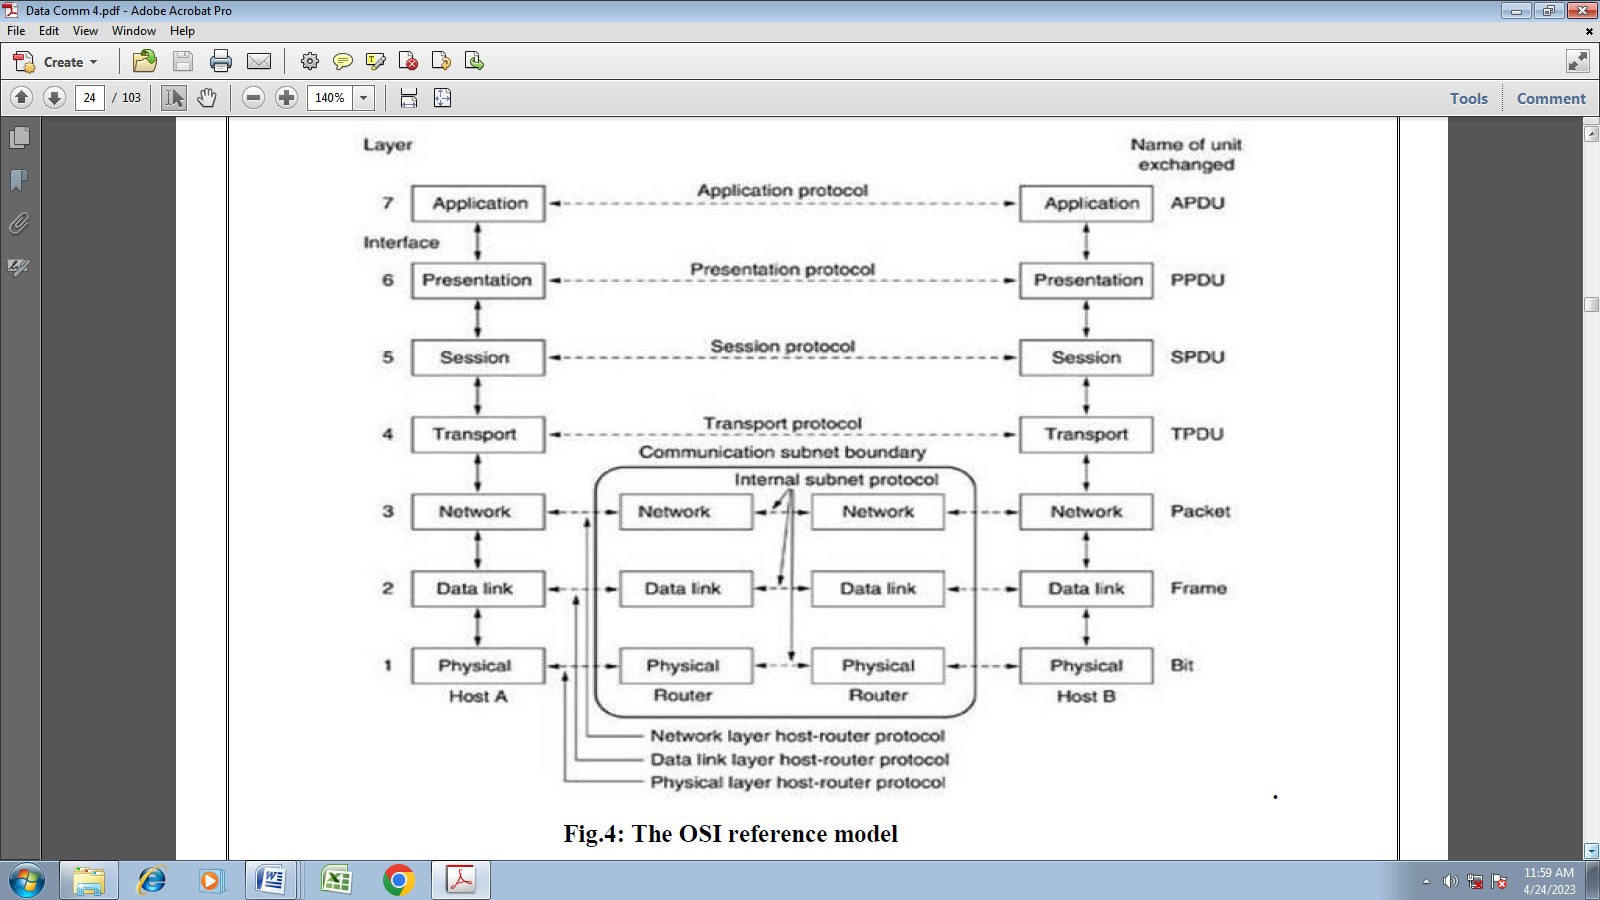 Data Comm 4.pdf - Adobe Acrobat Pro
File Edit View Window Help
Create
24 / 103 140% Tools Comment
Layer Name of unit
exchanged
7 Application Application protocol Application APDU
Interface
6 Presentation Presentation protocol Presentation PPDU
5 Session Session protocol Session SPDU
4 Transport Transport protocol Transport TPDU
Communication subnet boundary
Internal subnet protocol
3 Network Network Network Network Packet
2 Data link Data link Data link Data link Frame
1 Physical Physical Physical Physical Bit
Host A Router Router Host B
Network layer host-router protocol
Data link layer host-router protocol
Physical layer host-router protocol
.
Fig.4: The OSI reference model
11:59 AM
4/24/2023